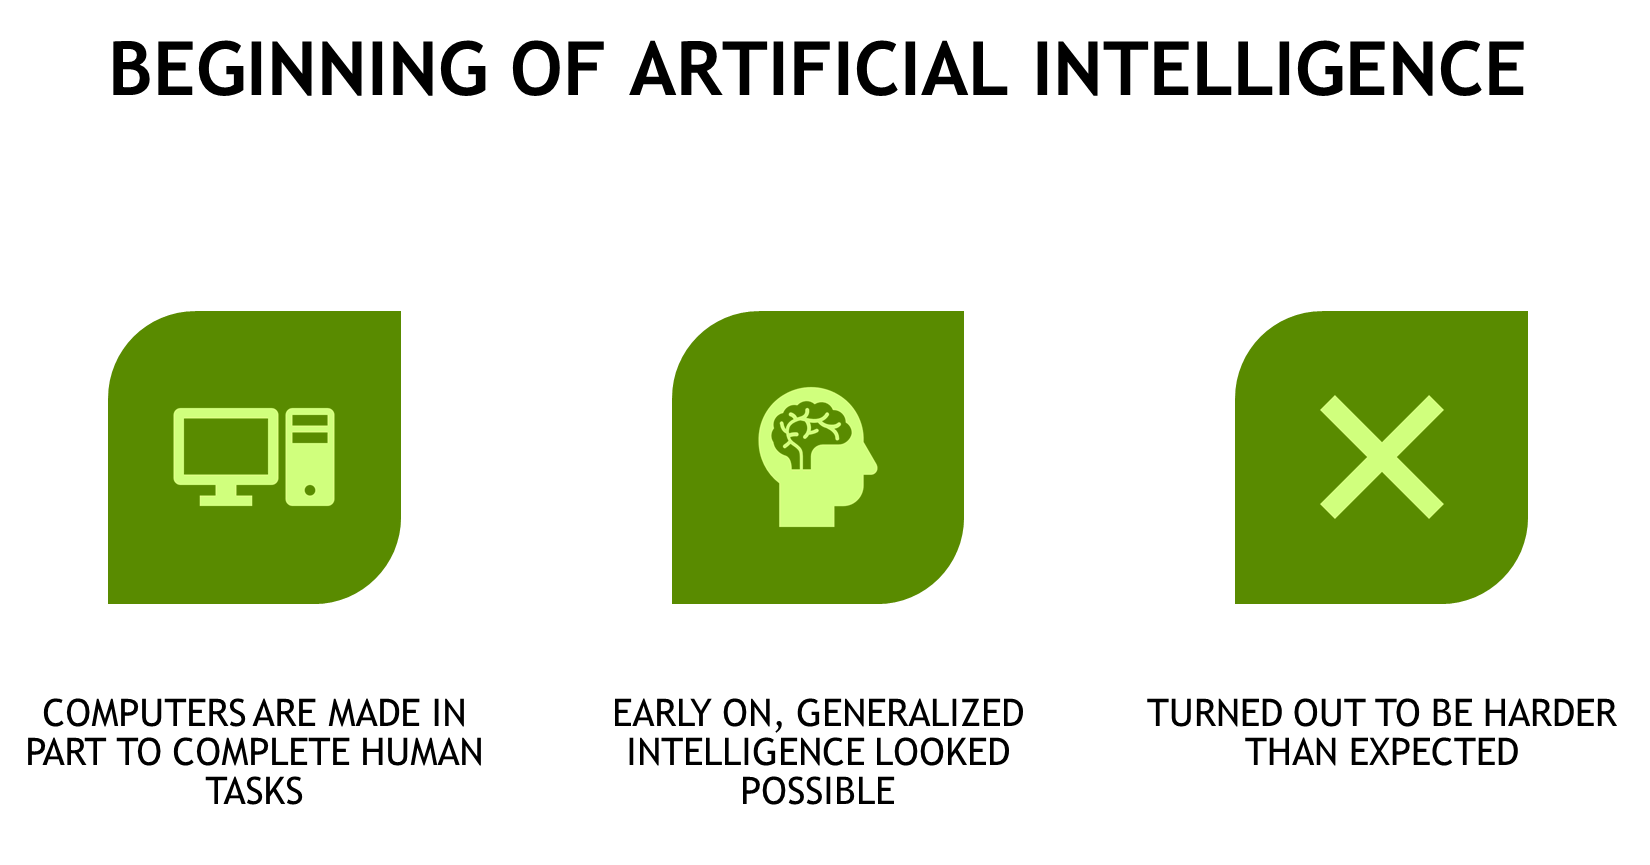 BEGINNING OF ARTIFICIAL INTELLIGENCE
COMPUTERS ARE MADE IN
PART TO COMPLETE HUMAN
TASKS
EARLY ON, GENERALIZED
INTELLIGENCE LOOKED
POSSIBLE
TURNED OUT TO BE HARDER
THAN EXPECTED